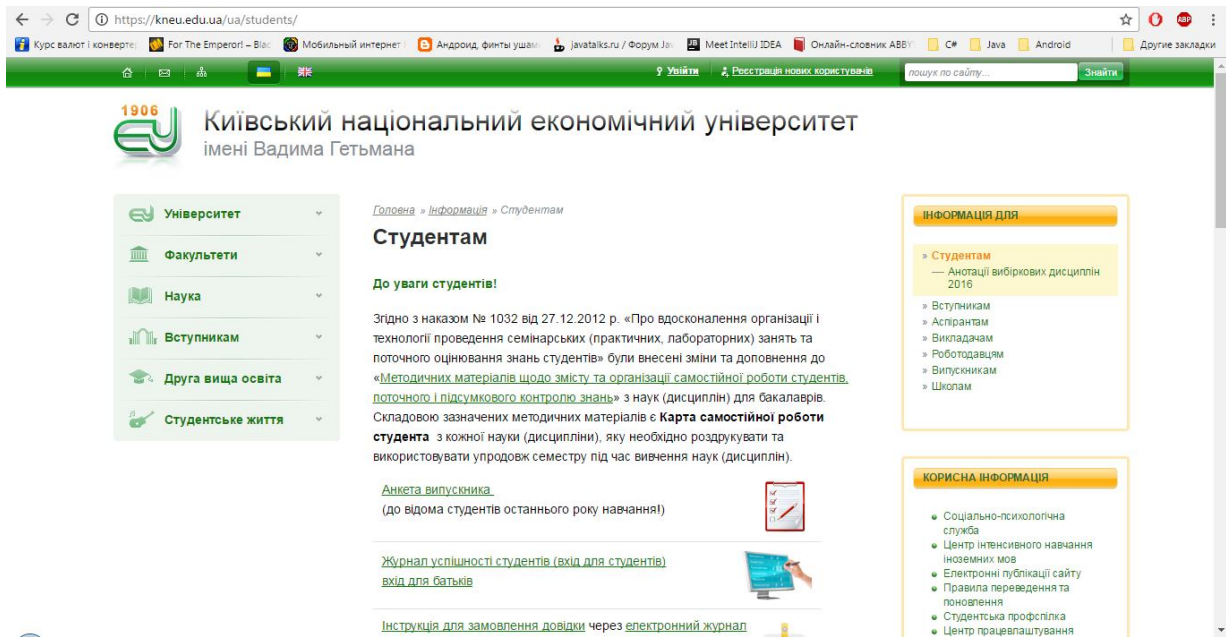 https://kneu.edu.ua/ua/students/
Курс валют і конверте
For The Emperor! – Blac
Мобильный интернет
Андроид, финты ушам
javatalks.ru / Форум Jav
Meet IntelliJ IDEA
Онлайн-словник ABBY
C#
Java
Android
Другие закладки
Увійти
Реєстрація нових користувачів
пошук по сайту...
Знайти
1906
Київський національний економічний університет
імені Вадима Гетьмана
Університет
Факультети
Наука
Вступникам
Друга вища освіта
Студентське життя
Головна » Інформація » Студентам
Студентам
До уваги студентів!
Згідно з наказом № 1032 від 27.12.2012 р. «Про вдосконалення організації і
технології проведення семінарських (практичних, лабораторних) занять та
поточного оцінювання знань студентів» були внесені зміни та доповнення до
«Методичних матеріалів щодо змісту та організації самостійної роботи студентів,
поточного і підсумкового контролю знань» з наук (дисциплін) для бакалаврів.
Складовою зазначених методичних матеріалів є Карта самостійної роботи
студента з кожної науки (дисципліни), яку необхідно роздрукувати та
використовувати упродовж семестру під час вивчення наук (дисциплін).
Анкета випускника
(до відома студентів останнього року навчання!)
Журнал успішності студентів (вхід для студентів)
вхід для батьків
Інструкція для замовлення довідки через електронний журнал
ІНФОРМАЦІЯ ДЛЯ
» Студентам
— Анотації вибіркових дисциплін
2016
» Вступникам
» Аспірантам
» Викладачам
» Роботодавцям
» Випускникам
» Школам
КОРИСНА ІНФОРМАЦІЯ
Соціально-психологічна
служба
Центр інтенсивного навчання
іноземних мов
Електронні публікації сайту
Правила переведення та
поновлення
Студентська профспілка
Центр працевлаштування